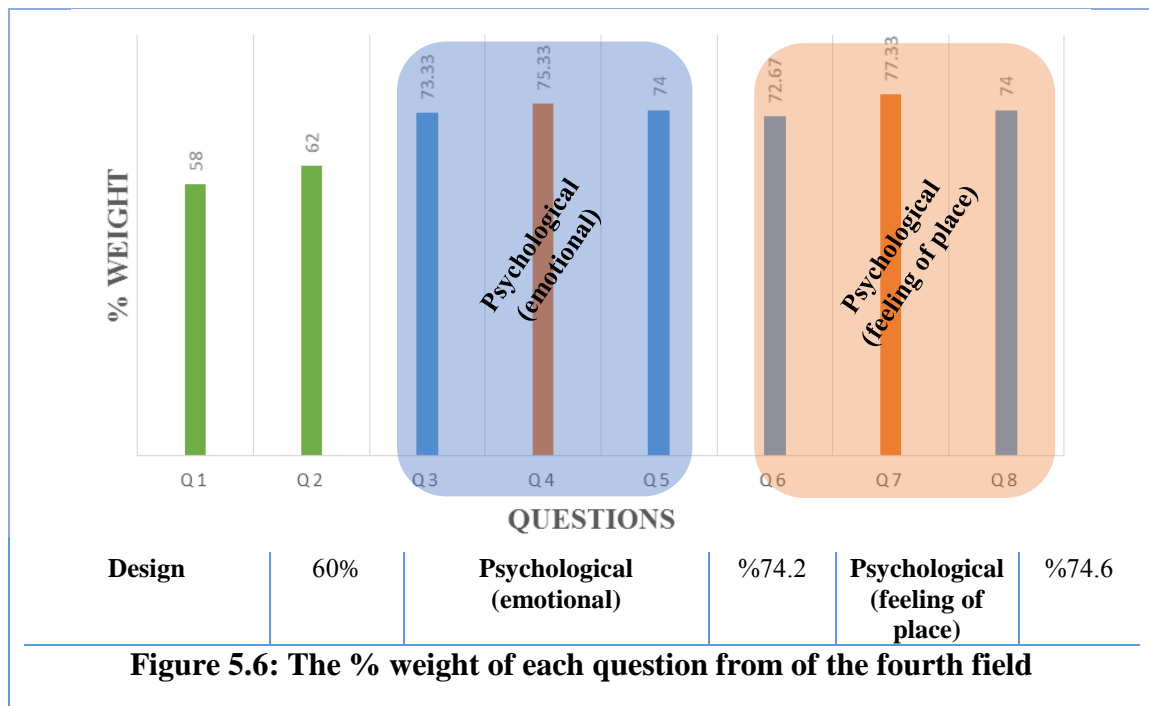 % WEIGHT
58
62
73.33
75.33
74
72.67
77.33
74
Psychological
(emotional)
Psychological
(feeling of place)
Q1
Q2
Q3
Q4
Q5
Q6
Q7
Q8
QUESTIONS
Design
60%
Psychological
(emotional)
%74.2
Psychological
(feeling of
place)
%74.6
Figure 5.6: The % weight of each question from of the fourth field